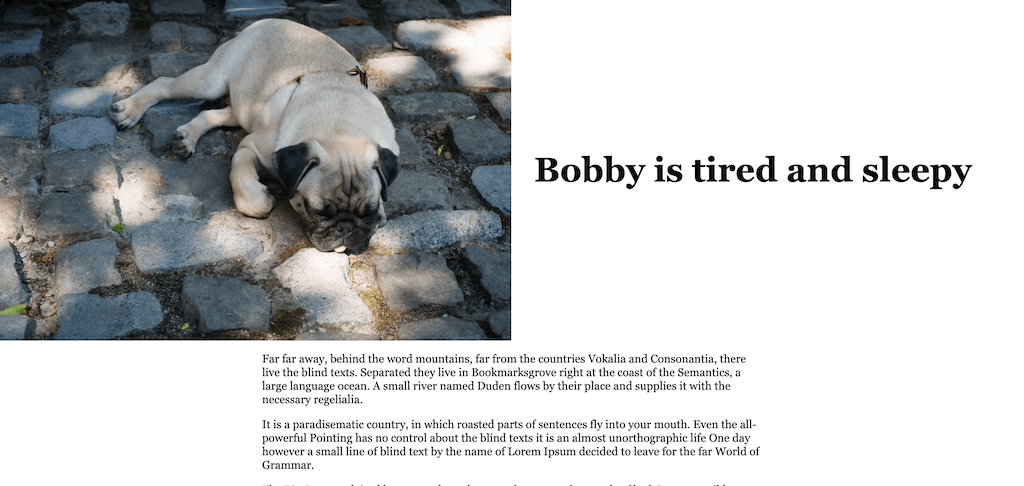 Bobby is tired and sleepy
Far far away, behind the word mountains, far from the countries Vokalia and Consonantia, there
live the blind texts. Separated they live in Bookmarksgrove right at the coast of the Semantics, a
large language ocean. A small river named Duden flows by their place and supplies it with the
necessary regelialia.
It is a paradisematic country, in which roasted parts of sentences fly into your mouth. Even the all-
powerful Pointing has no control about the blind texts it is an almost unorthographic life One day
however a small line of blind text by the name of Lorem Ipsum decided to leave for the far World of
Grammar.